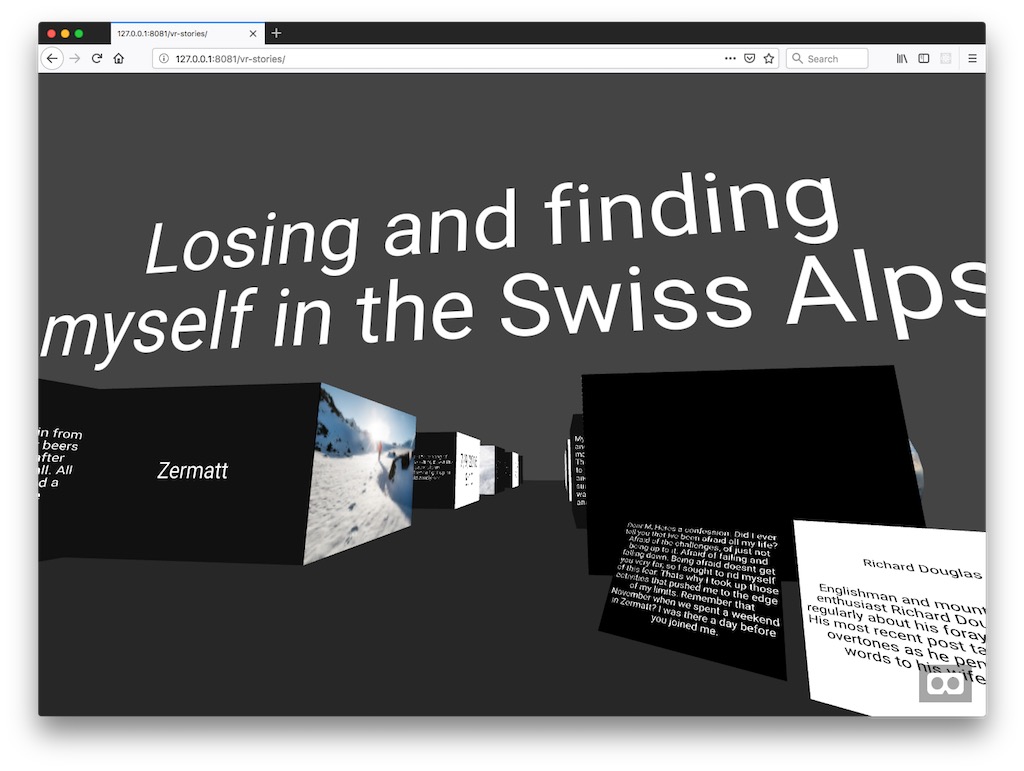 127.0.0.1:8081/vr-stories/
127.0.0.1:8081/vr-stories/
Search
Losing and finding
myself in the Swiss Alps
in from
beers
after
all. All
d a
Zermatt
My
Dear M. Heres a confession. Did I ever
tell you that Ive been afraid all my life?
Afraid of the challenges, of just not
being up to it. Afraid of failing and
falling down. Being afraid doesnt get
you very far, so I sought to rid myself
of this fear. Thats why I took up those
activities that pushed me to the edge
of my limits. Remember that
November when we spent a weekend
in Zermatt? I was there a day before
you joined me.
Richard Douglas
Englishman and mount
enthusiast Richard Dou
regularly about his foray
His most recent post ta
overtones as he pen
words to his wife